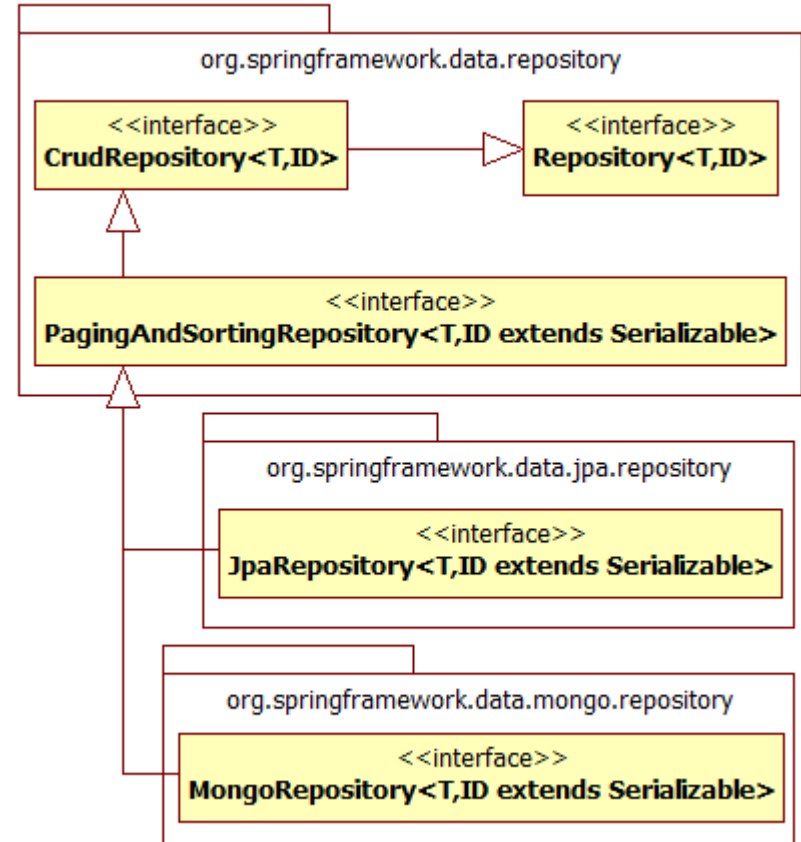 org.springframework.data.repository
<<interface>>
CrudRepository<T,ID>
<<interface>>
Repository<T,ID>
<<interface>>
PagingAndSortingRepository<T,ID extends Serializable>
org.springframework.data.jpa.repository
<<interface>>
JpaRepository<T,ID extends Serializable>
org.springframework.data.mongo.repository
<<interface>>
MongoRepository<T,ID extends Serializable>